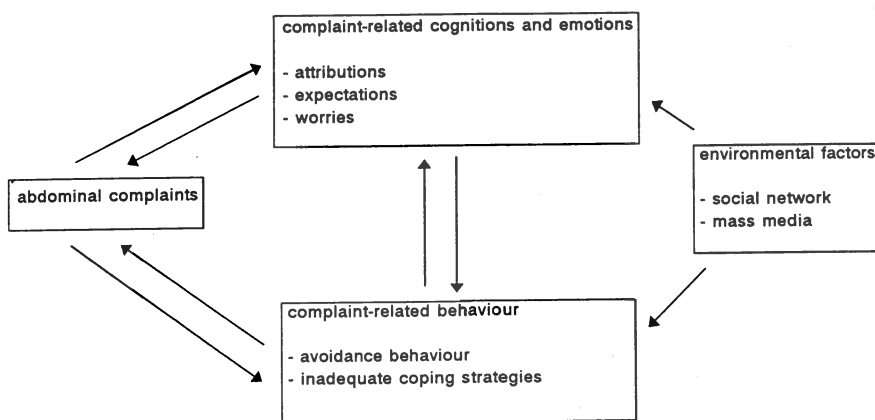 complaint-related cognitions and emotions
- attributions
- expectations
- worries
abdominal complaints
environmental factors
- social network
- mass media
complaint-related behaviour
- avoidance behaviour
- inadequate coping strategies